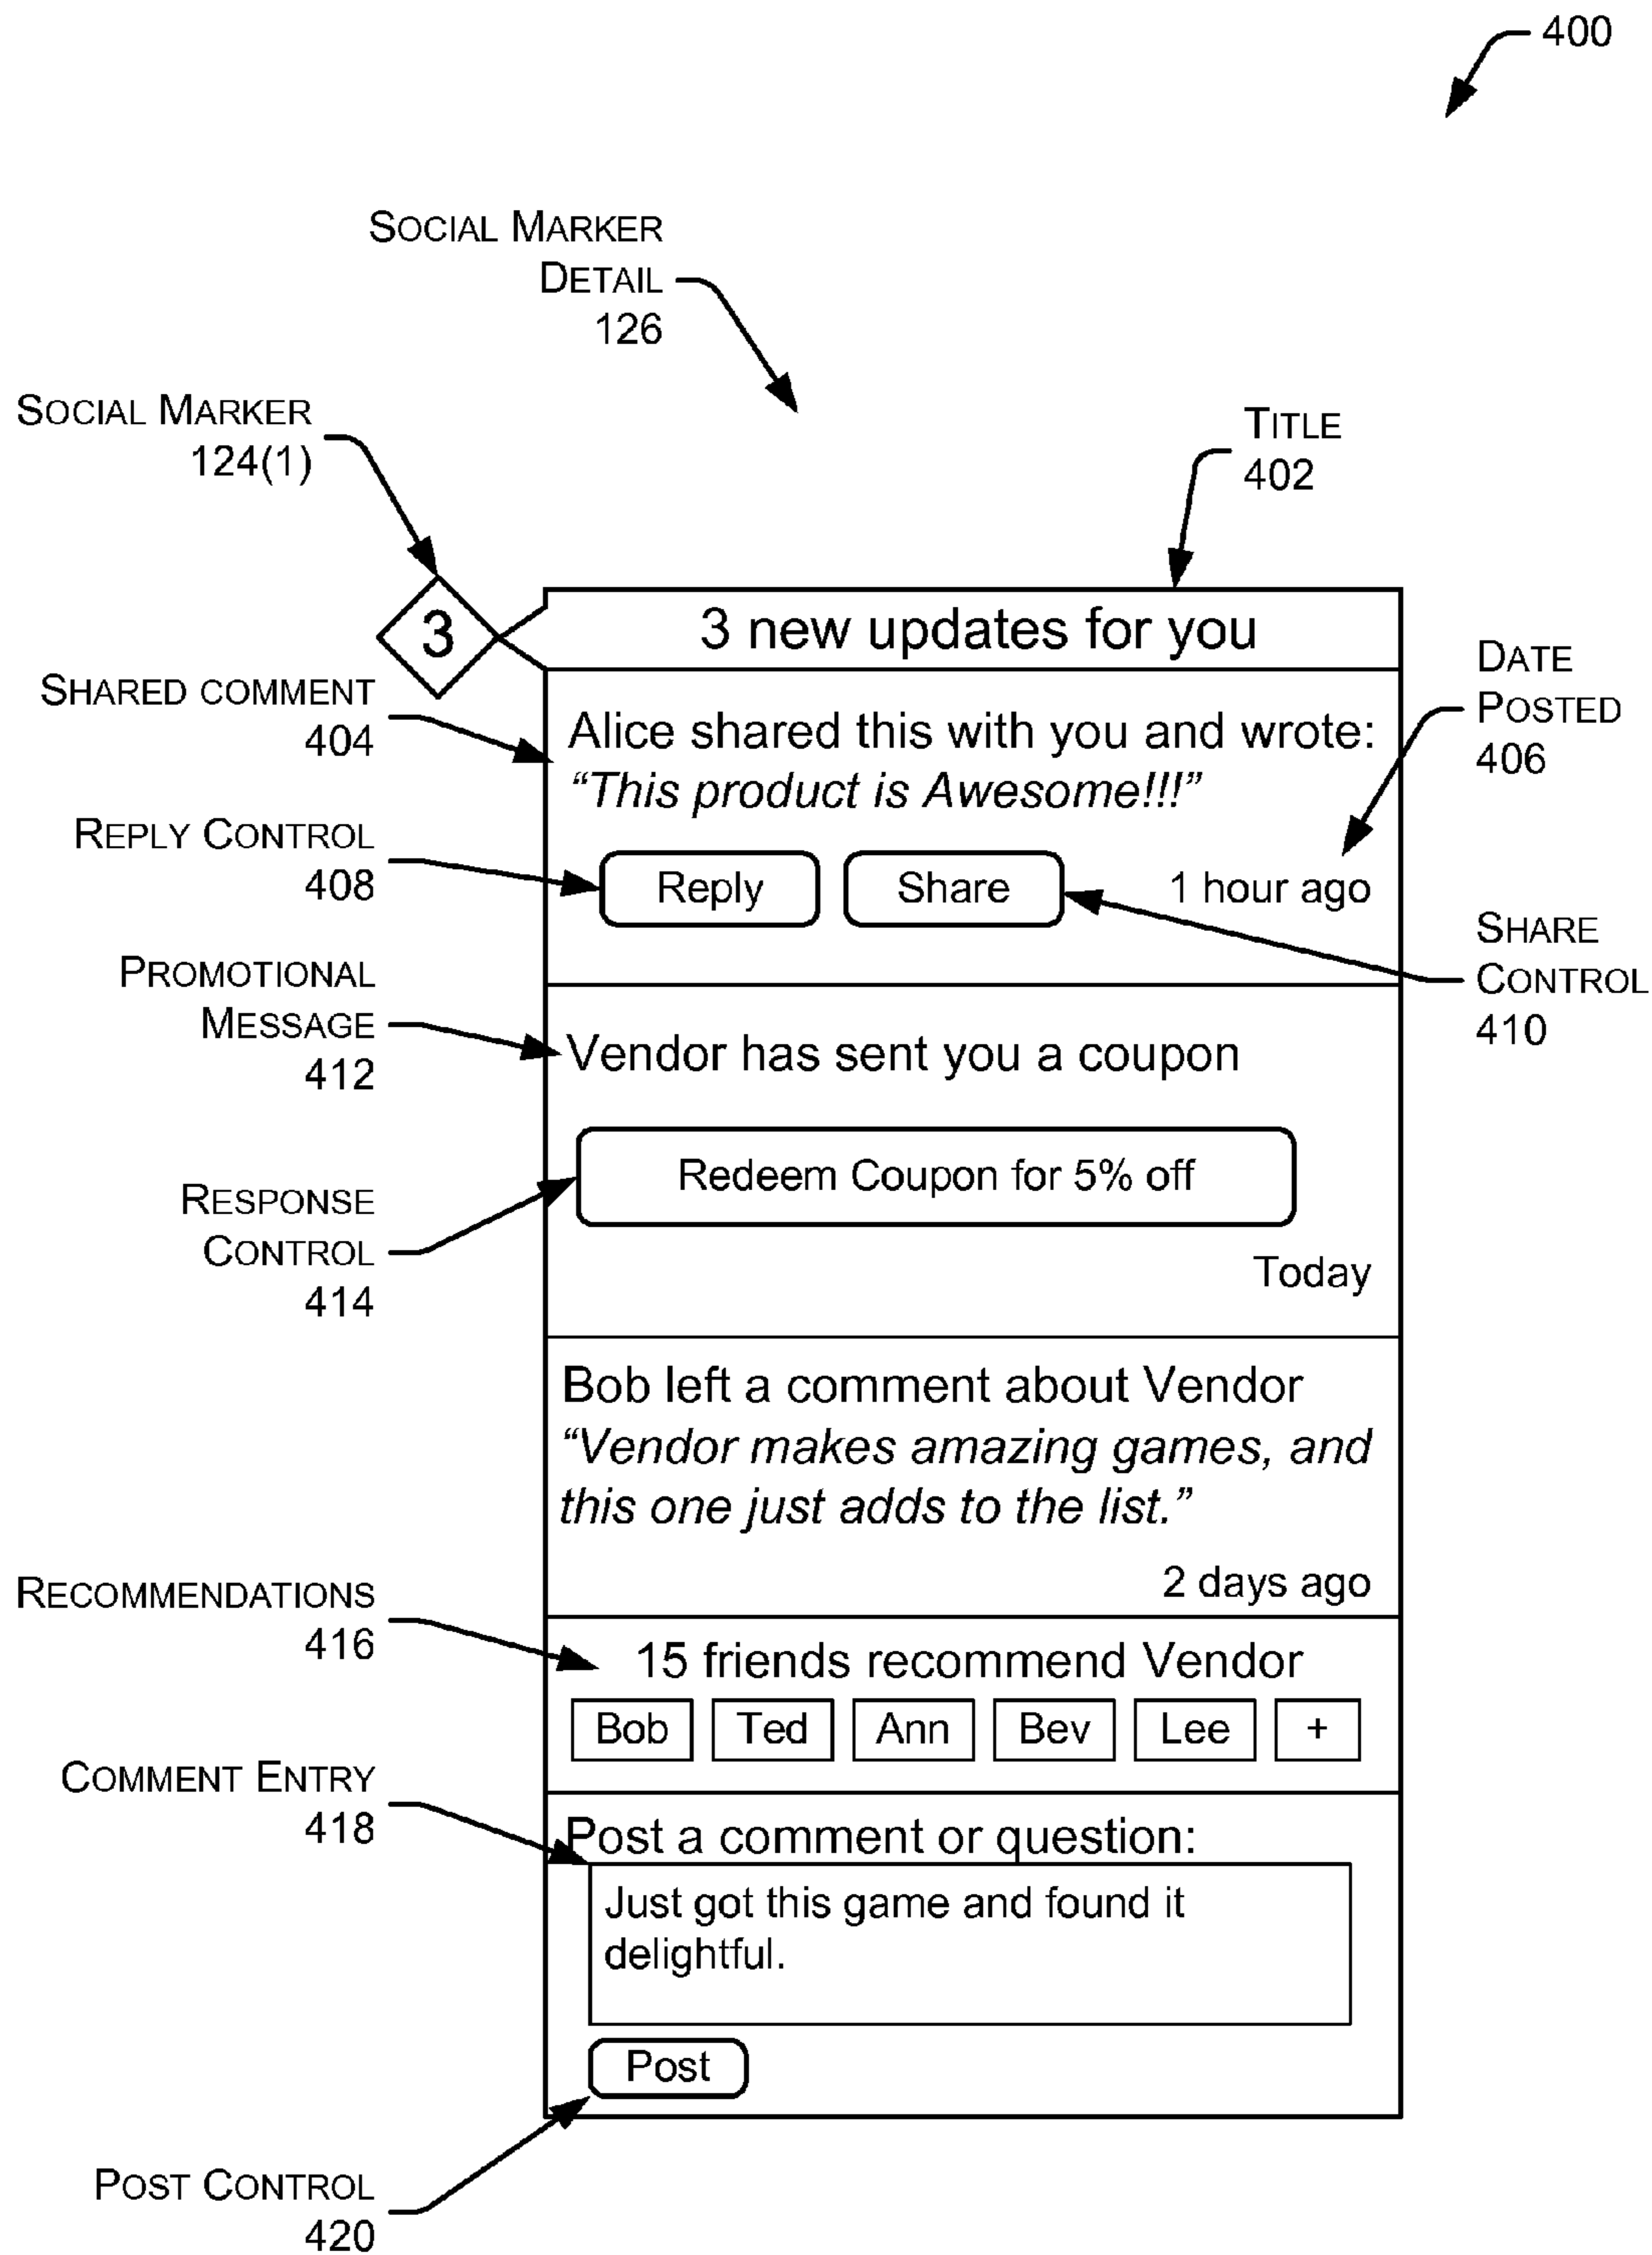 400
SOCIAL MARKER
DETAIL
126
SOCIAL MARKER
124(1)
TITLE
402
3
3 new updates for you
SHARED COMMENT
404
DATE
POSTED
406
Alice shared this with you and wrote:
“This product is Awesome!!!”
REPLY CONTROL
408
Reply
Share
1 hour ago
SHARE
CONTROL
410
PROMOTIONAL
MESSAGE
412
Vendor has sent you a coupon
Redeem Coupon for 5% off
RESPONSE
CONTROL
414
Today
Bob left a comment about Vendor
“Vendor makes amazing games, and
this one just adds to the list.”
2 days ago
RECOMMENDATIONS
416
15 friends recommend Vendor
Bob
Ted
Ann
Bev
Lee
+
COMMENT ENTRY
418
Post a comment or question:
Just got this game and found it
delightful.
Post
POST CONTROL
420